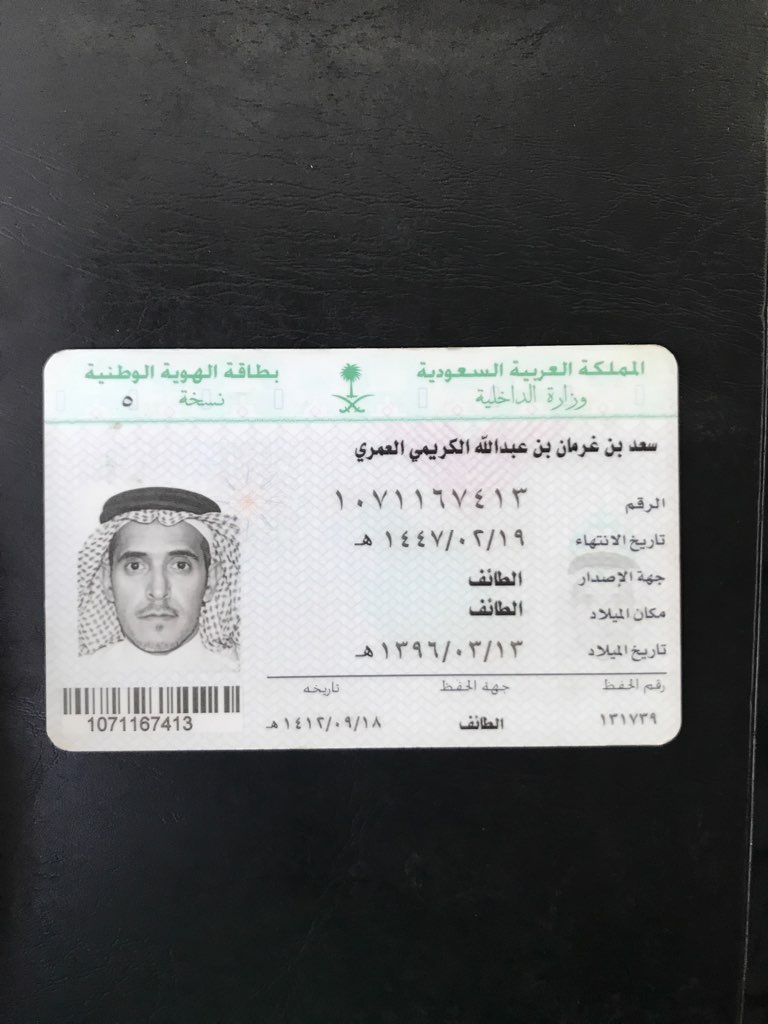 المملكة العربية السعودية
وزارة الداخلية
بطاقة الهوية الوطنية
نسخة ٥
سعد بن غرمان بن عبدالله الكريمي العمري
الرقم ١٠٧١١٦٧٤١٣
تاريخ الانتهاء ١٤٤٧/٠٢/١٩ هـ
جهة الإصدار الطائف
مكان الميلاد الطائف
تاريخ الميلاد ١٣٩٦/٠٣/١٣ هـ
رقم الحفظ جهة الحفظ تاريخه
١٣١٧٣٩ الطائف ١٤١٢/٠٩/١٨ هـ
1071167413